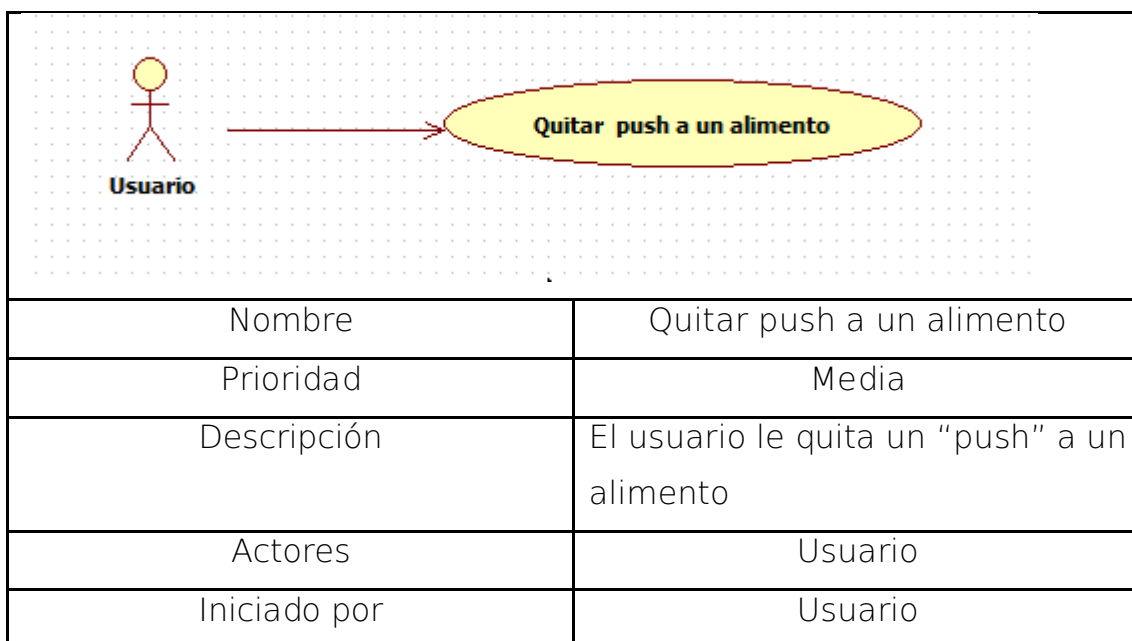 Quitar push a un alimento
Usuario
Nombre Quitar push a un alimento
Prioridad Media
Descripción El usuario le quita un “push” a un
alimento
Actores Usuario
Iniciado por Usuario